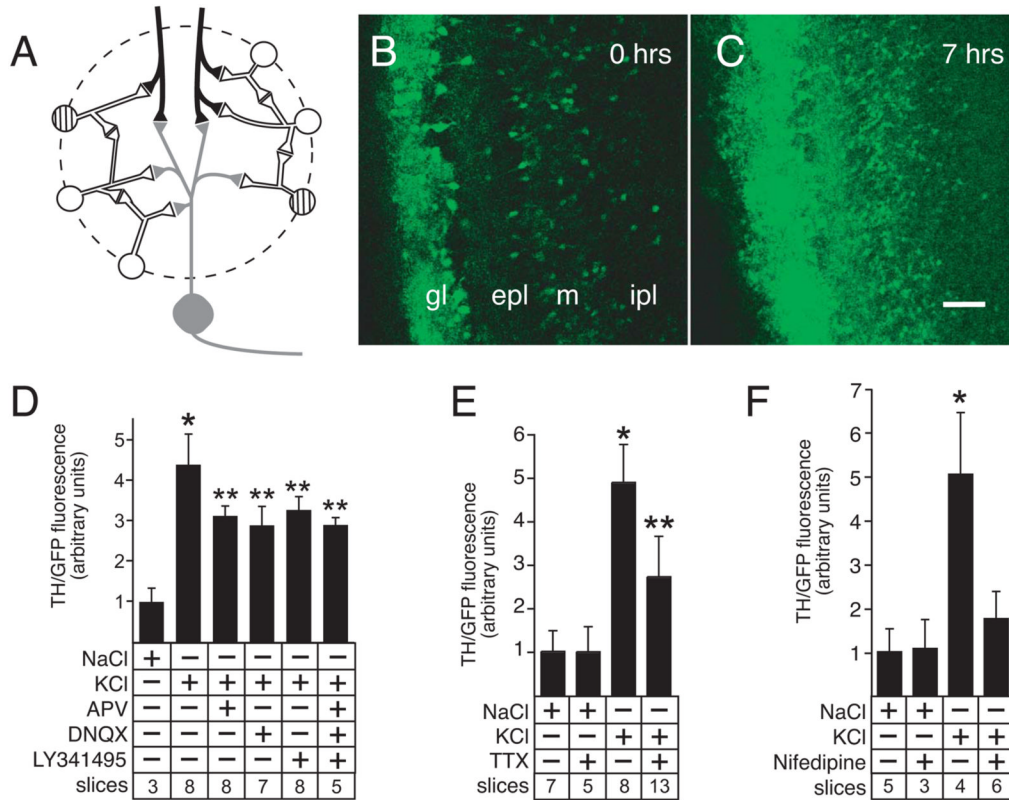 A
B
0 hrs
C
7 hrs
gl epl m ipl
D
TH/GFP fluorescence
(arbitrary units)
5
4
3
2
1
*
**
**
**
**
NaCl + − − − − −
KCl − + + + + +
APV − − + − − +
DNQX − − − + − +
LY341495 − − − − + +
slices 3 8 8 7 8 5
E
TH/GFP fluorescence
(arbitrary units)
6
5
4
3
2
1
*
**
NaCl + + − −
KCl − − + +
TTX − + − +
slices 7 5 8 13
F
TH/GFP fluorescence
(arbitrary units)
7
6
5
4
3
2
1
*
NaCl + + − −
KCl − − + +
Nifedipine − + − +
slices 5 3 4 6